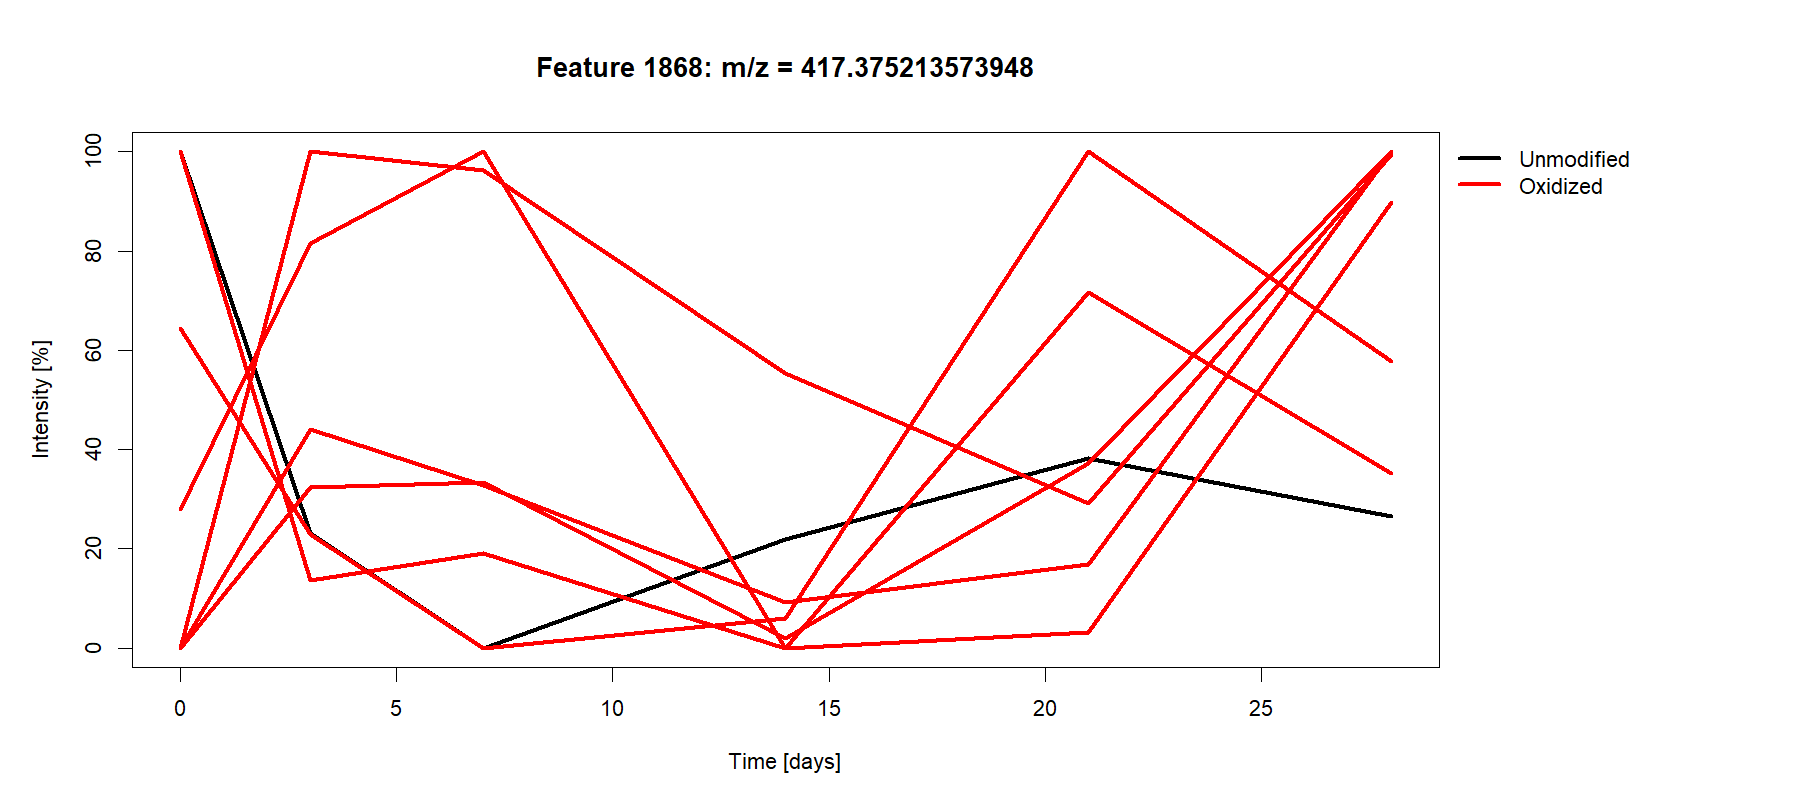 Feature 1868: m/z = 417.375213573948
Unmodified
Oxidized
Intensity [%]
100
80
60
40
20
0
0 5 10 15 20 25
Time [days]